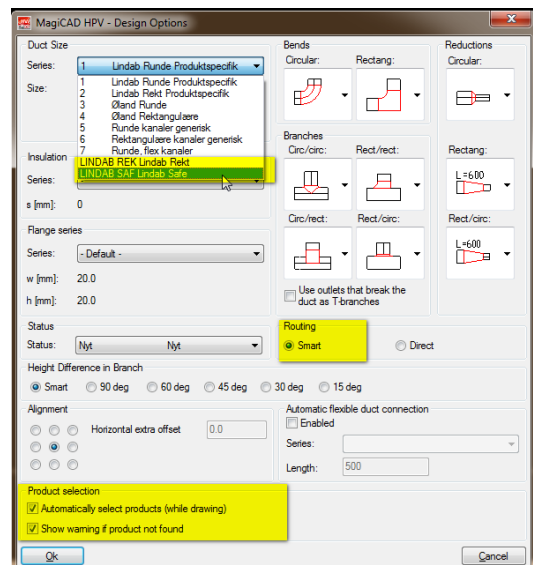 MagiCAD HPV - Design Options
Duct Size
Series:
1 Lindab Runde Produktspecifik
Size:
1 Lindab Runde Produktspecifik
2 Lindab Rekt Produktspecifik
3 Øland Runde
4 Øland Rektangulære
5 Runde kanaler generisk
6 Rektangulære kanaler generisk
7 Runde, flex kanaler
LINDAB REK Lindab Rekt
LINDAB SAF Lindab Safe
Insulation
Series:
s [mm]: 0
Flange series
Series: - Default -
w [mm]: 20.0
h [mm]: 20.0
Bends
Circular: Rectang:
Reductions
Circular:
Branches
Circ/circ: Rect/rect:
Rectang:
L=600
Circ/rect: Rect/circ:
Rect/circ:
L=600
Use outlets that break the
duct as T-branches
Status
Status: Nyt Nyt
Routing
Smart Direct
Height Difference in Branch
Smart 90 deg 60 deg 45 deg 30 deg 15 deg
Alignment
Horizontal extra offset 0.0
Automatic flexible duct connection
Enabled
Series:
Length: 500
Product selection
Automatically select products (while drawing)
Show warning if product not found
Ok Cancel